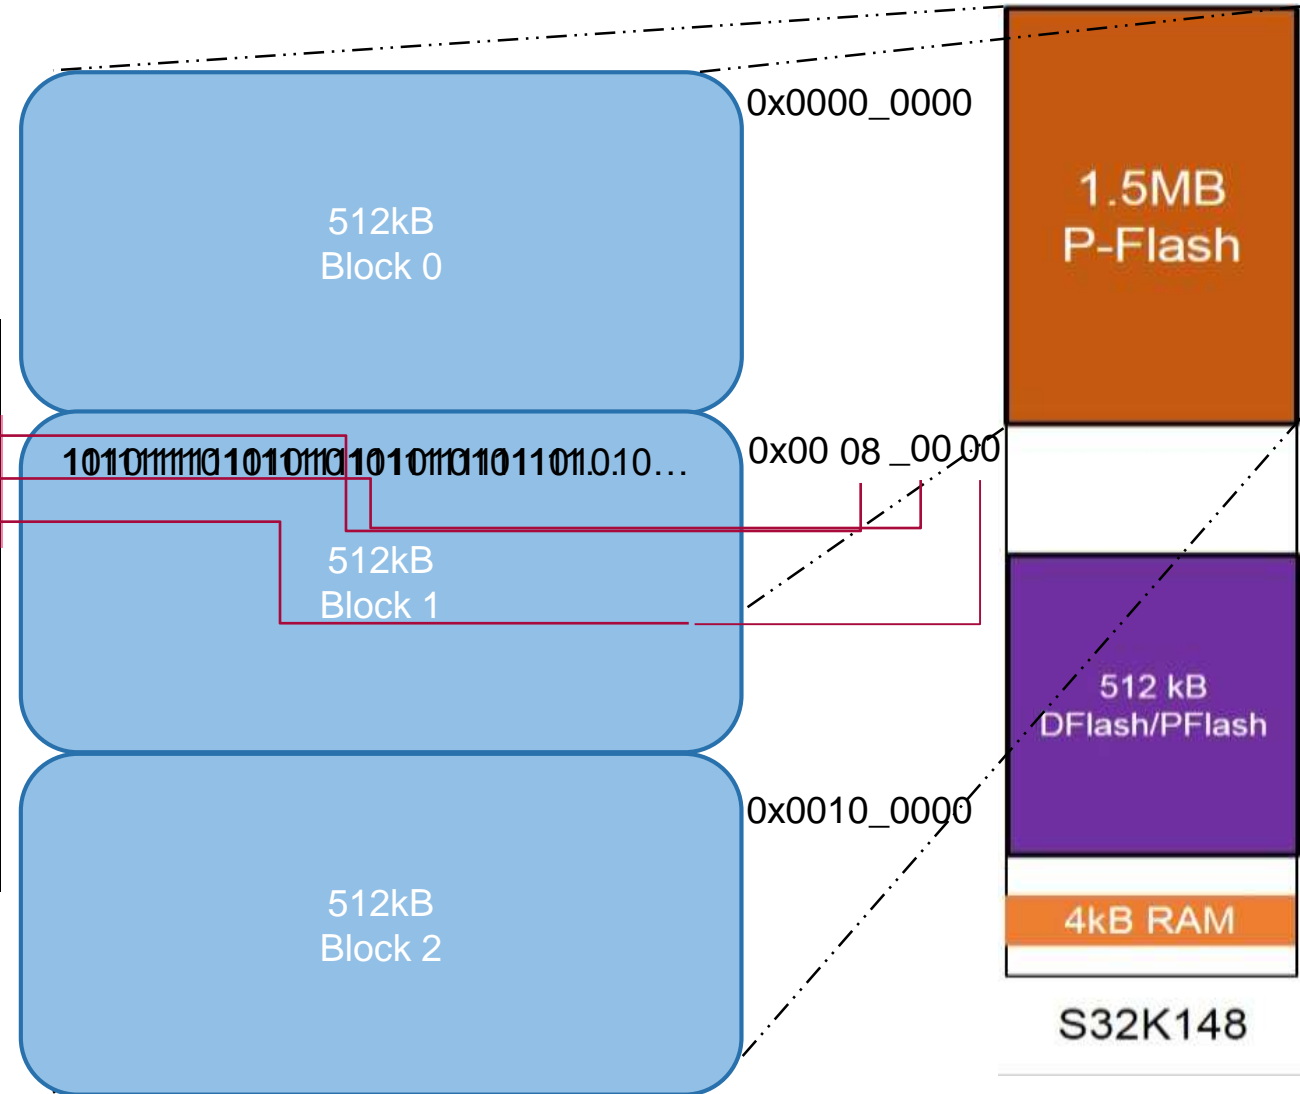 0x0000_0000
512kB
Block 0
0x00 08 _00 00
512kB
Block 1
0x0010_0000
512kB
Block 2
1.5MB
P-Flash
512 kB
DFlash/PFlash
4kB RAM
S32K148